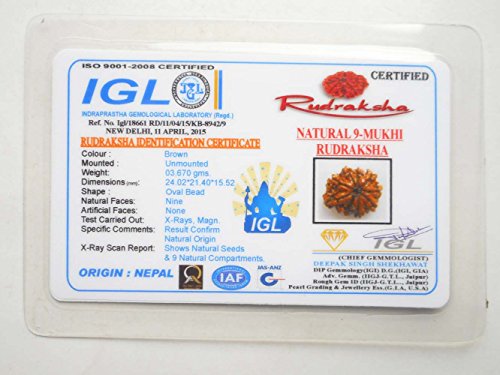 ISO 9001-2008 CERTIFIED
IGL
INDRAPRASTHA GEMOLOGICAL LABORATORY (Regd.)
Ref. No. Igl/18661 RD/11/04/15/KB-8942/9
NEW DELHI, 11 APRIL, 2015
RUDRAKSHA IDENTIFICATION CERTIFICATE
Colour : Brown
Mounted : Unmounted
Weight : 03.670 gms.
Dimensions (mm): 24.02*21.40*15.52
Shape : Oval Bead
Natural Faces : Nine
Artificial Faces : None
Test Carried Out : X-Rays, Magn.
Specific Comments: Result Confirm
Natural Origin
X-Ray Scan Report: Shows Natural Seeds
& 9 Natural Compartments.
IGL
ORIGIN : NEPAL
IAF
JAS-ANZ
CERTIFIED
Rudraksha
NATURAL 9-MUKHI
RUDRAKSHA
IGL
(CHIEF GEMMOLOGIST)
DEEPAK SINGH SHEKHAWAT
DIP Gemmology(IGI) D.G.(IGI, GIA)
Adv. Gemm. (IIGJ-G.T.L., Jaipur)
Rough Gem ID (IIGJ-G.T.L., Jaipur)
Pearl Grading & Jewellery Ess.(G.I.A, U.S.A)